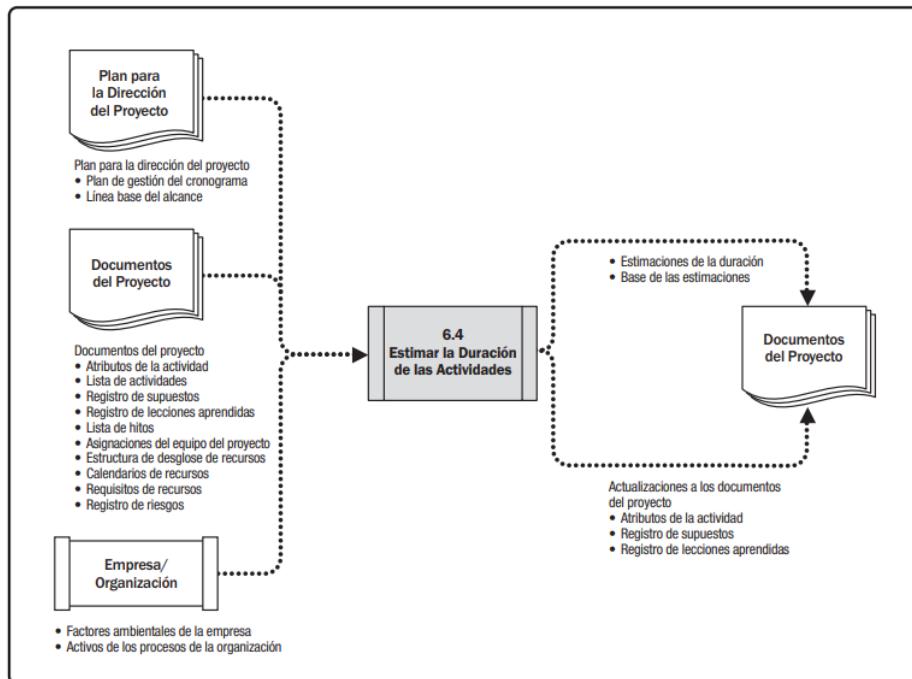 Plan para
la Dirección
del Proyecto
Plan para la dirección del proyecto
• Plan de gestión del cronograma
• Línea base del alcance
Documentos
del Proyecto
Documentos del proyecto
• Atributos de la actividad
• Lista de actividades
• Registro de supuestos
• Registro de lecciones aprendidas
• Lista de hitos
• Asignaciones del equipo del proyecto
• Estructura de desglose de recursos
• Calendarios de recursos
• Requisitos de recursos
• Registro de riesgos
Empresa/
Organización
• Factores ambientales de la empresa
• Activos de los procesos de la organización
6.4
Estimar la Duración
de las Actividades
• Estimaciones de la duración
• Base de las estimaciones
Documentos
del Proyecto
Actualizaciones a los documentos
del proyecto
• Atributos de la actividad
• Registro de supuestos
• Registro de lecciones aprendidas